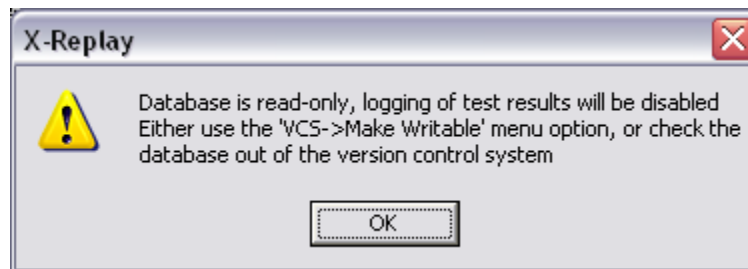 X-Replay
Database is read-only, logging of test results will be disabled
Either use the 'VCS->Make Writable' menu option, or check the
database out of the version control system
OK